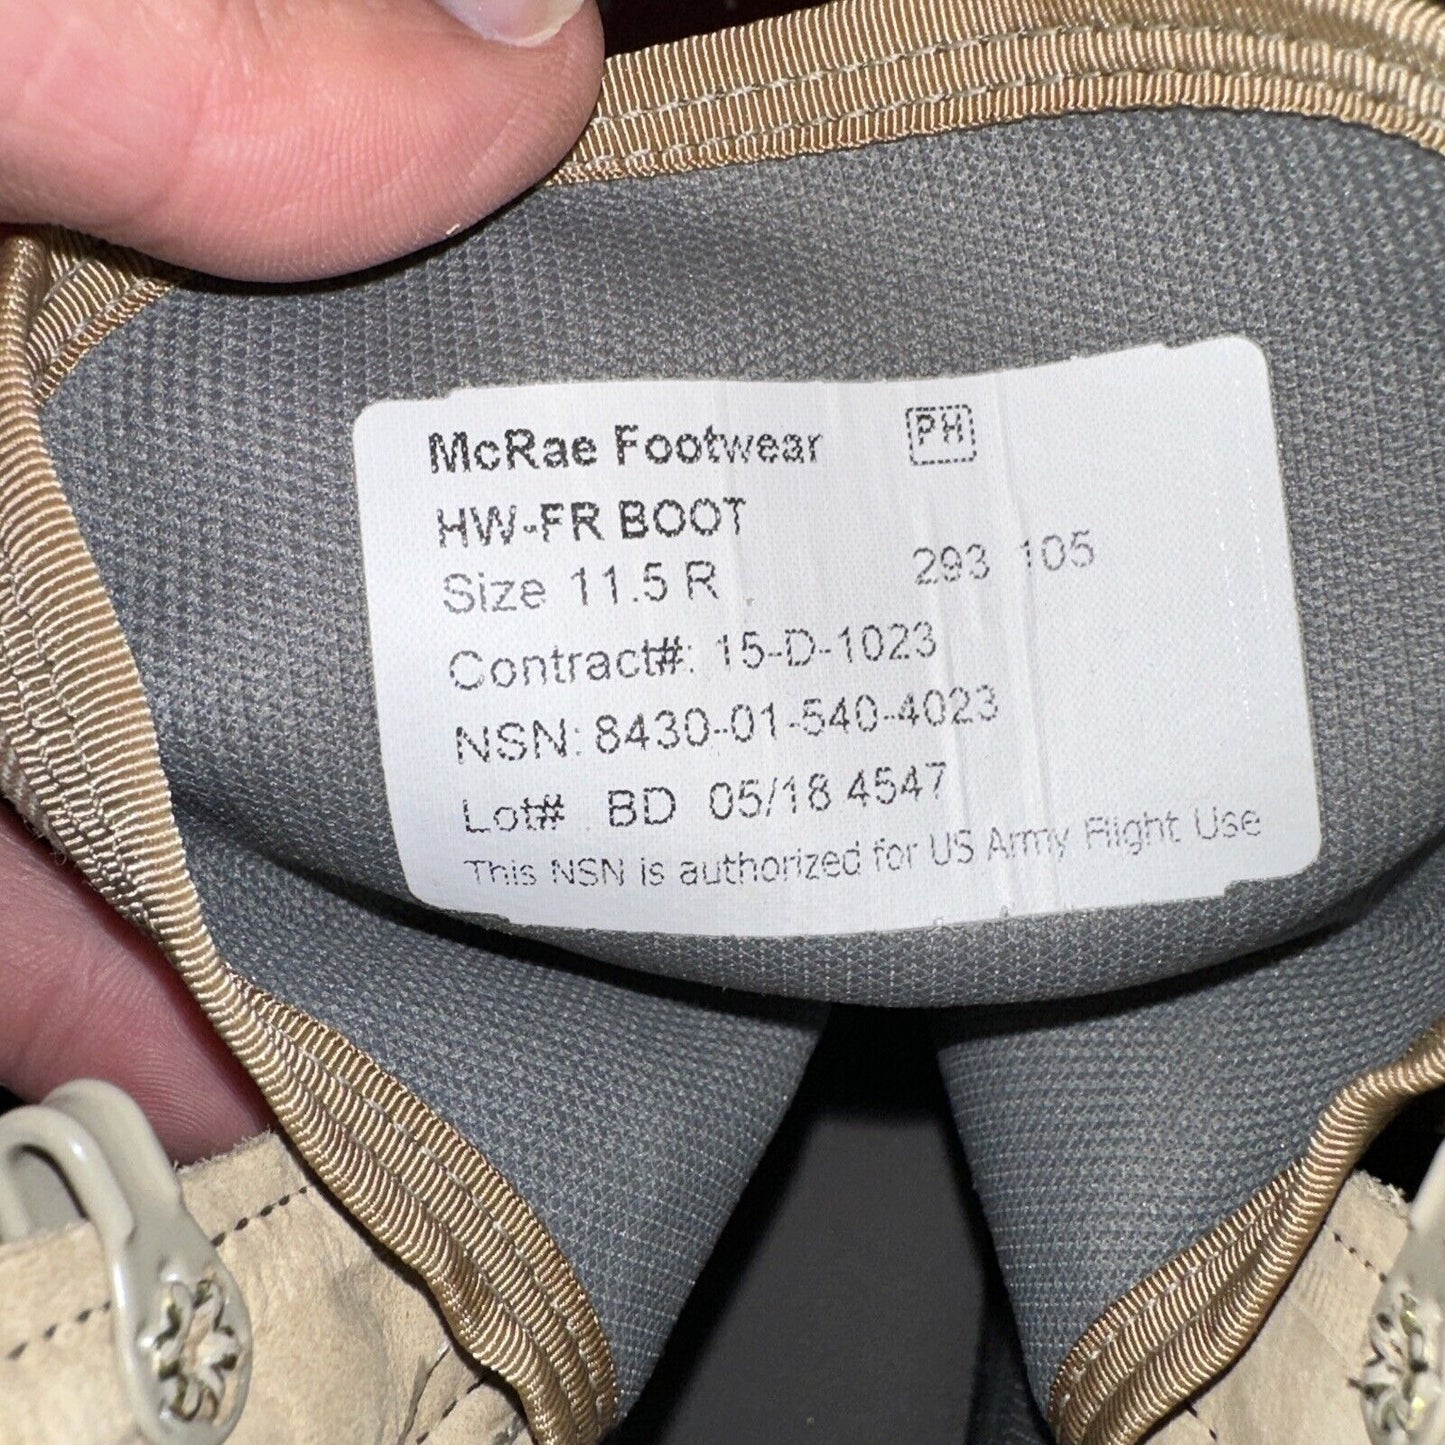 McRae Footwear PH
HW-FR BOOT
Size 11.5 R 293 105
Contract#: 15-D-1023
NSN: 8430-01-540-4023
Lot# BD 05/18 4547
This NSN is authorized for US Army Flight Use